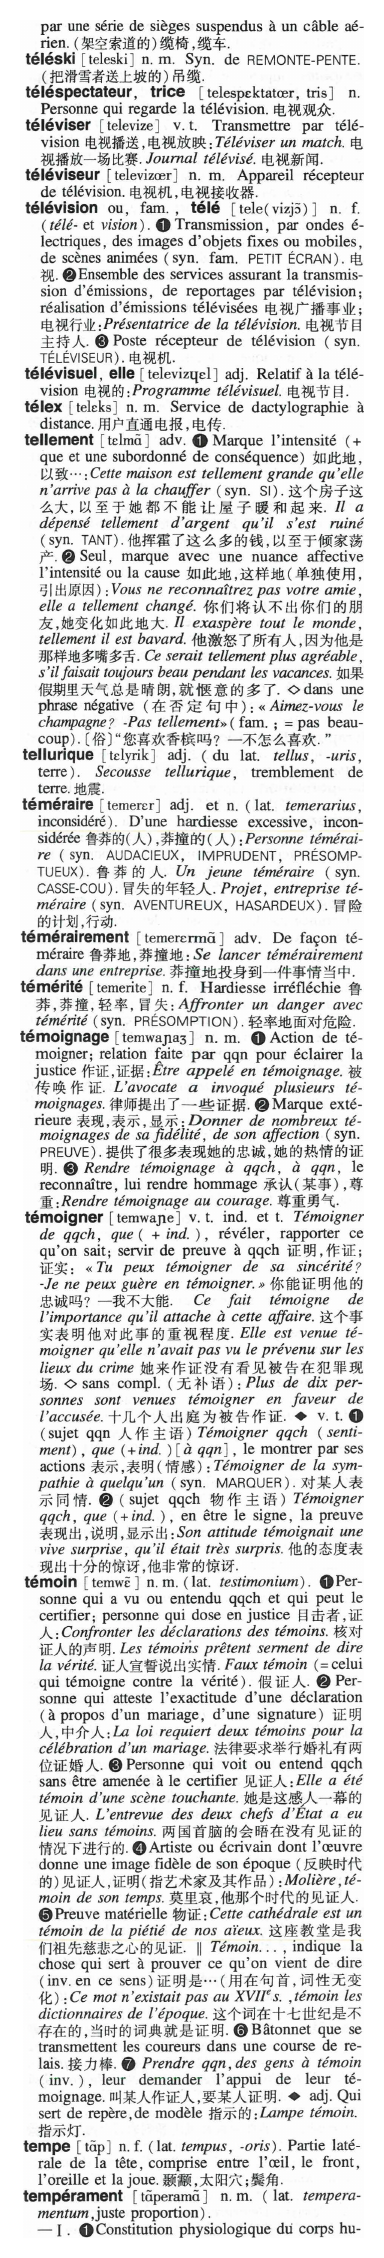 par une série de sièges suspendus à un câble aé-
rien. (架空索道的) 缆椅,缆车.
téléski [teleski] n. m. Syn. de REMONTE-PENTE.
(把滑雪者送上坡的) 吊缆.
téléspectateur, trice [telespɛktatœr, tris] n.
Personne qui regarde la télévision. 电视观众.
téléviser [televize] v. t. Transmettre par télé-
vision 电视播送,电视放映: Téléviser un match. 电
视播放一场比赛. Journal télévisé. 电视新闻.
téléviseur [televizœr] n. m. Appareil récepteur
de télévision. 电视机,电视接收器.
télévision ou, fam., télé [tele(vizjɔ̃)] n. f.
(télé- et vision). ❶ Transmission, par ondes é-
lectriques, des images d'objets fixes ou mobiles,
de scènes animées (syn. fam. PETIT ÉCRAN). 电
视. ❷ Ensemble des services assurant la transmis-
sion d'émissions, de reportages par télévision;
réalisation d'émissions télévisées 电视广播事业;
电视行业: Présentatrice de la télévision. 电视节目
主持人. ❸ Poste récepteur de télévision (syn.
TÉLÉVISEUR). 电视机.
télévisuel, elle [televizɥɛl] adj. Relatif à la télé-
vision 电视的: Programme télévisuel. 电视节目.
télex [telɛks] n. m. Service de dactylographie à
distance. 用户直通电报,电传.
tellement [tɛlmɑ̃] adv. ❶ Marque l'intensité (+
que et une subordonné de conséquence) 如此地,
以致…: Cette maison est tellement grande qu'elle
n'arrive pas à la chauffer (syn. SI). 这个房子这
么大,以至于她都不能让屋子暖和起来. Il a
dépensé tellement d'argent qu'il s'est ruiné
(syn. TANT). 他挥霍了这么多的钱,以至于倾家荡
产. ❷ Seul, marque avec une nuance affective
l'intensité ou la cause 如此地,这样地(单独使用,
引出原因): Vous ne reconnaîtrez pas votre amie,
elle a tellement changé. 你们将认不出你们的朋
友,她变化如此地大. Il exaspère tout le monde,
tellement il est bavard. 他激怒了所有人,因为他是
那样地多嘴多舌. Ce serait tellement plus agréable,
s'il faisait toujours beau pendant les vacances. 如果
假期里天气总是晴朗,就惬意的多了. ◇ dans une
phrase négative (在否定句中): « Aimez-vous le
champagne? -Pas tellement» (fam. ; = pas beau-
coup). [俗]“您喜欢香槟吗? —不怎么喜欢.”
tellurique [telyrik] adj. ( du lat. tellus, -uris,
terre). Secousse tellurique, tremblement de
terre. 地震.
téméraire [temerɛr] adj. et n. (lat. temerarius,
inconsidéré). D'une hardiesse excessive, incon-
sidérée 鲁莽的(人),莽撞的(人): Personne témérai-
re (syn. AUDACIEUX, IMPRUDENT, PRÉSOMP-
TUEUX). 鲁莽的人. Un jeune téméraire (syn.
CASSE-COU). 冒失的年轻人. Projet, entreprise té-
méraire (syn. AVENTUREUX, HASARDEUX). 冒险
的计划,行动.
témérairement [temerɛrmɑ̃] adv. De façon té-
méraire 鲁莽地,莽撞地: Se lancer témérairement
dans une entreprise. 莽撞地投身到一件事情当中.
témérité [temerite] n. f. Hardiesse irréfléchie 鲁
莽,莽撞,轻率,冒失: Affronter un danger avec
témérité (syn. PRÉSOMPTION). 轻率地面对危险.
témoignage [temwaɲaʒ] n. m. ❶ Action de té-
moigner; relation faite par qqn pour éclairer la
justice 作证,证据: Être appelé en témoignage. 被
传唤作证. L'avocate a invoqué plusieurs té-
moignages. 律师提出了一些证据. ❷ Marque exté-
rieure 表现,表示,显示: Donner de nombreux té-
moignages de sa fidélité, de son affection (syn.
PREUVE). 提供了很多表现她的忠诚,她的热情的证
明. ❸ Rendre témoignage à qqch, à qqn, le
reconnaître, lui rendre hommage 承认(某事),尊
重: Rendre témoignage au courage. 尊重勇气.
témoigner [temwaɲe] v. t. ind. et t. Témoigner
de qqch, que ( + ind. ), révéler, rapporter ce
qu'on sait; servir de preuve à qqch 证明,作证;
证实: « Tu peux témoigner de sa sincérité?
-Je ne peux guère en témoigner. » 你能证明他的
忠诚吗? —我不大能. Ce fait témoigne de
l'importance qu'il attache à cette affaire. 这个事
实表明他对此事的重视程度. Elle est venue té-
moigner qu'elle n'avait pas vu le prévenu sur les
lieux du crime 她来作证没有看见被告在犯罪现
场. ◇ sans compl. (无补语): Plus de dix per-
sonnes sont venues témoigner en faveur de
l'accusée. 十几个人出庭为被告作证. ◆ v. t. ❶
(sujet qqn 人作主语) Témoigner qqch (senti-
ment), que (+ind. ) [à qqn], le montrer par ses
actions 表示,表明(情感): Témoigner de la sym-
pathie à quelqu'un (syn. MARQUER). 对某人表
示同情. ❷ (sujet qqch 物作主语) Témoigner
qqch, que (+ind. ), en être le signe, la preuve
表现出,说明,显示出: Son attitude témoignait une
vive surprise, qu'il était très surpris. 他的态度表
现出十分的惊讶,他非常的惊讶.
témoin [temwɛ̃] n. m. (lat. testimonium). ❶ Per-
sonne qui a vu ou entendu qqch et qui peut le
certifier; personne qui dose en justice 目击者,证
人: Confronter les déclarations des témoins. 核对
证人的声明. Les témoins prêtent serment de dire
la vérité. 证人宣誓说出实情. Faux témoin (=celui
qui témoigne contre la vérité). 假证人. ❷ Per-
sonne qui atteste l'exactitude d'une déclaration
(à propos d'un mariage, d'une signature) 证明
人,中介人: La loi requiert deux témoins pour la
célébration d'un mariage. 法律要求举行婚礼有两
位证婚人. ❸ Personne qui voit ou entend qqch
sans être amenée à le certifier 见证人: Elle a été
témoin d'une scène touchante. 她是这感人一幕的
见证人. L'entrevue des deux chefs d'État a eu
lieu sans témoins. 两国首脑的会晤在没有见证的
情况下进行的. ❹ Artiste ou écrivain dont l'œuvre
donne une image fidèle de son époque (反映时代
的)见证人,证明(指艺术家及其作品): Molière, té-
moin de son temps. 莫里哀,他那个时代的见证人.
❺ Preuve matérielle 物证: Cette cathédrale est un
témoin de la piétié de nos aïeux. 这座教堂是我
们祖先慈悲之心的见证. ‖ Témoin..., indique la
chose qui sert à prouver ce qu'on vient de dire
(inv. en ce sens) 证明是…(用在句首,词性无变
化): Ce mot n'existait pas au XVIIe s., témoin les
dictionnaires de l'époque. 这个词在十七世纪是不
存在的,当时的词典就是证明. ❻ Bâtonnet que se
transmettent les coureurs dans une course de re-
lais. 接力棒. ❼ Prendre qqn, des gens à témoin
( inv. ), leur demander l'appui de leur té-
moignage. 叫某人作证人,要某人证明. ◆ adj. Qui
sert de repère, de modèle 指示的: Lampe témoin.
指示灯.
tempe [tɑ̃p] n. f. (lat. tempus, -oris). Partie laté-
rale de la tête, comprise entre l'œil, le front,
l'oreille et la joue. 颞颥,太阳穴;鬓角.
tempérament [tɑ̃peramɑ̃] n. m. ( lat. tempera-
mentum, juste proportion).
— I. ❶ Constitution physiologique du corps hu-